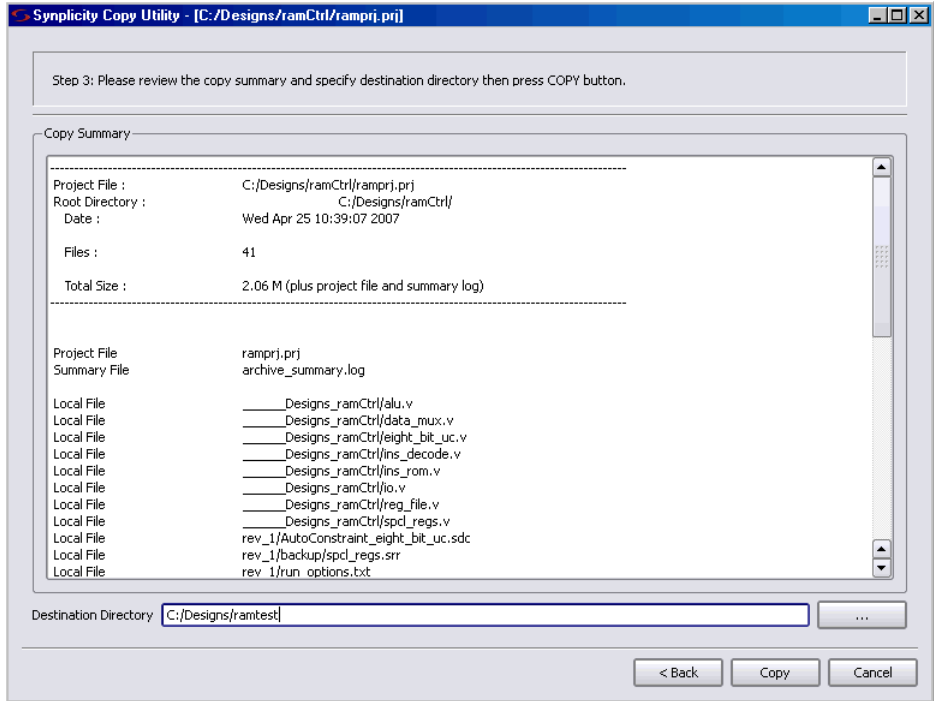 Synplicity Copy Utility - [C:/Designs/ramCtrl/ramprj.prj]
Step 3: Please review the copy summary and specify destination directory then press COPY button.
Copy Summary
--------------------------------------------------------------------------------
Project File : C:/Designs/ramCtrl/ramprj.prj
Root Directory : C:/Designs/ramCtrl/
Date : Wed Apr 25 10:39:07 2007
Files : 41
Total Size : 2.06 M (plus project file and summary log)
--------------------------------------------------------------------------------
Project File ramprj.prj
Summary File archive_summary.log
Local File ______Designs_ramCtrl/alu.v
Local File ______Designs_ramCtrl/data_mux.v
Local File ______Designs_ramCtrl/eight_bit_uc.v
Local File ______Designs_ramCtrl/ins_decode.v
Local File ______Designs_ramCtrl/ins_rom.v
Local File ______Designs_ramCtrl/io.v
Local File ______Designs_ramCtrl/reg_file.v
Local File ______Designs_ramCtrl/spcl_regs.v
Local File rev_1/AutoConstraint_eight_bit_uc.sdc
Local File rev_1/backup/spcl_regs.srr
Local File rev_1/run_options.txt
Destination Directory C:/Designs/ramtest ...
< Back Copy Cancel